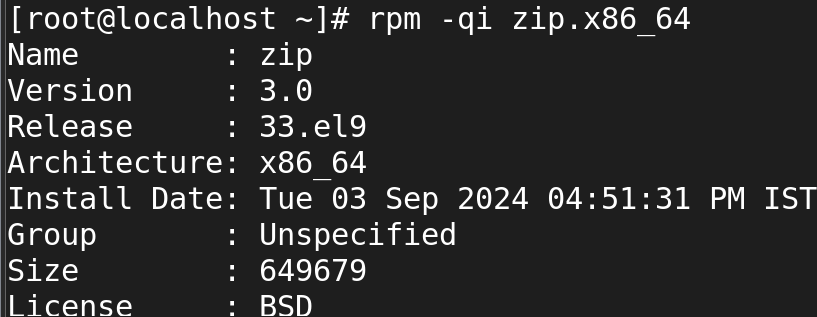 [root@localhost ~]# rpm -qi zip.x86_64
Name        : zip
Version     : 3.0
Release     : 33.el9
Architecture: x86_64
Install Date: Tue 03 Sep 2024 04:51:31 PM IST
Group       : Unspecified
Size        : 649679
License     : BSD